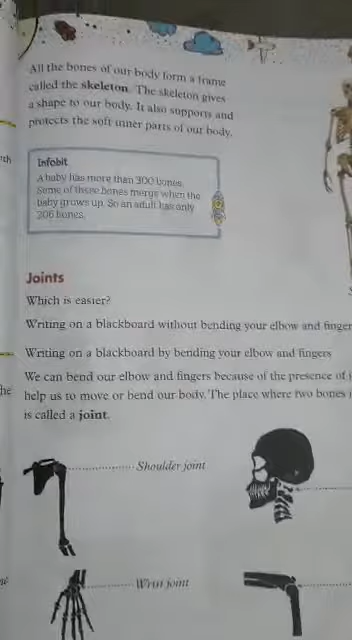 All the bones of our body form a frame
called the skeleton. The skeleton gives
a shape to our body. It also supports and
protects the soft inner parts of our body.
Infobit
A baby has more than 300 bones.
Some of these bones merge when the
baby grows up. So an adult has only
206 bones.
Joints
Which is easier?
Writing on a blackboard without bending your elbow and finger
Writing on a blackboard by bending your elbow and fingers
We can bend our elbow and fingers because of the presence of
help us to move or bend our body. The place where two bones
is called a joint.
Shoulder joint
Wrist joint